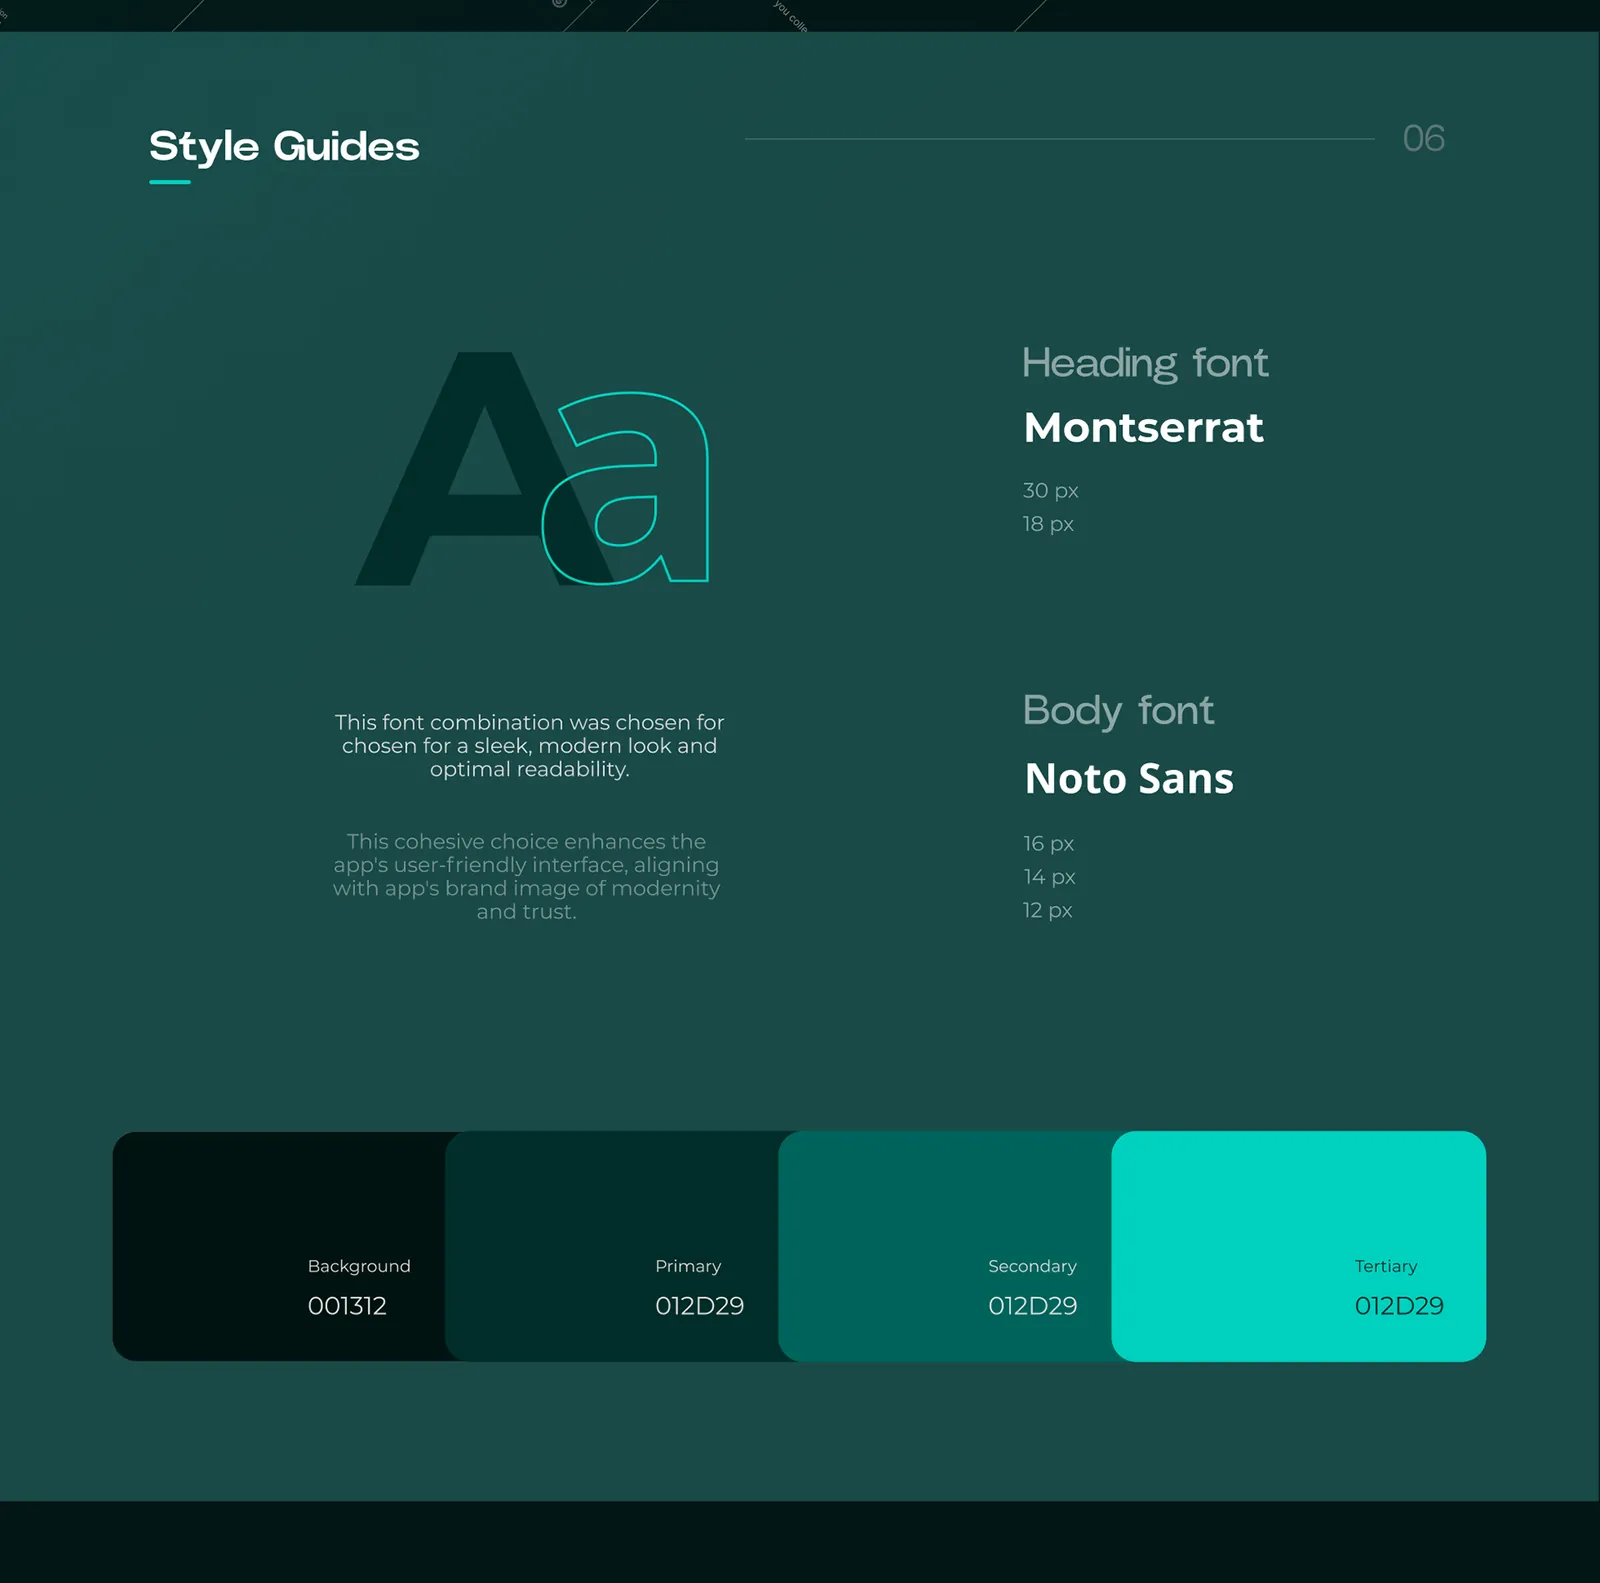 you colle
Style Guides
06
Aa
Heading font
Montserrat
30 px
18 px
This font combination was chosen for
chosen for a sleek, modern look and
optimal readability.
Body font
Noto Sans
16 px
14 px
12 px
This cohesive choice enhances the
app's user-friendly interface, aligning
with app's brand image of modernity
and trust.
Background
001312
Primary
012D29
Secondary
012D29
Tertiary
012D29